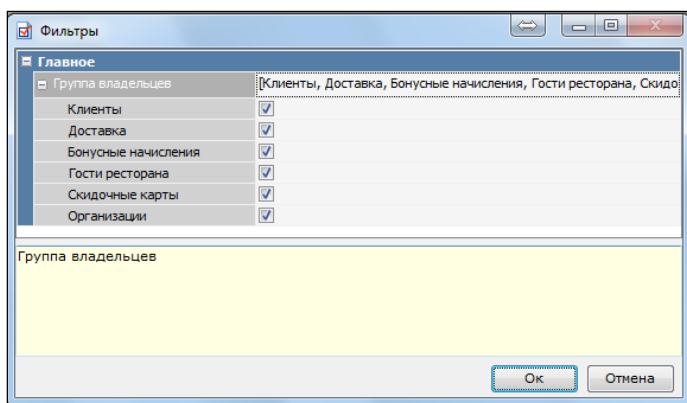 Фильтры
Главное
Группа владельцев [Клиенты, Доставка, Бонусные начисления, Гости ресторана, Скидо
Клиенты
Доставка
Бонусные начисления
Гости ресторана
Скидочные карты
Организации
Группа владельцев
Ок Отмена